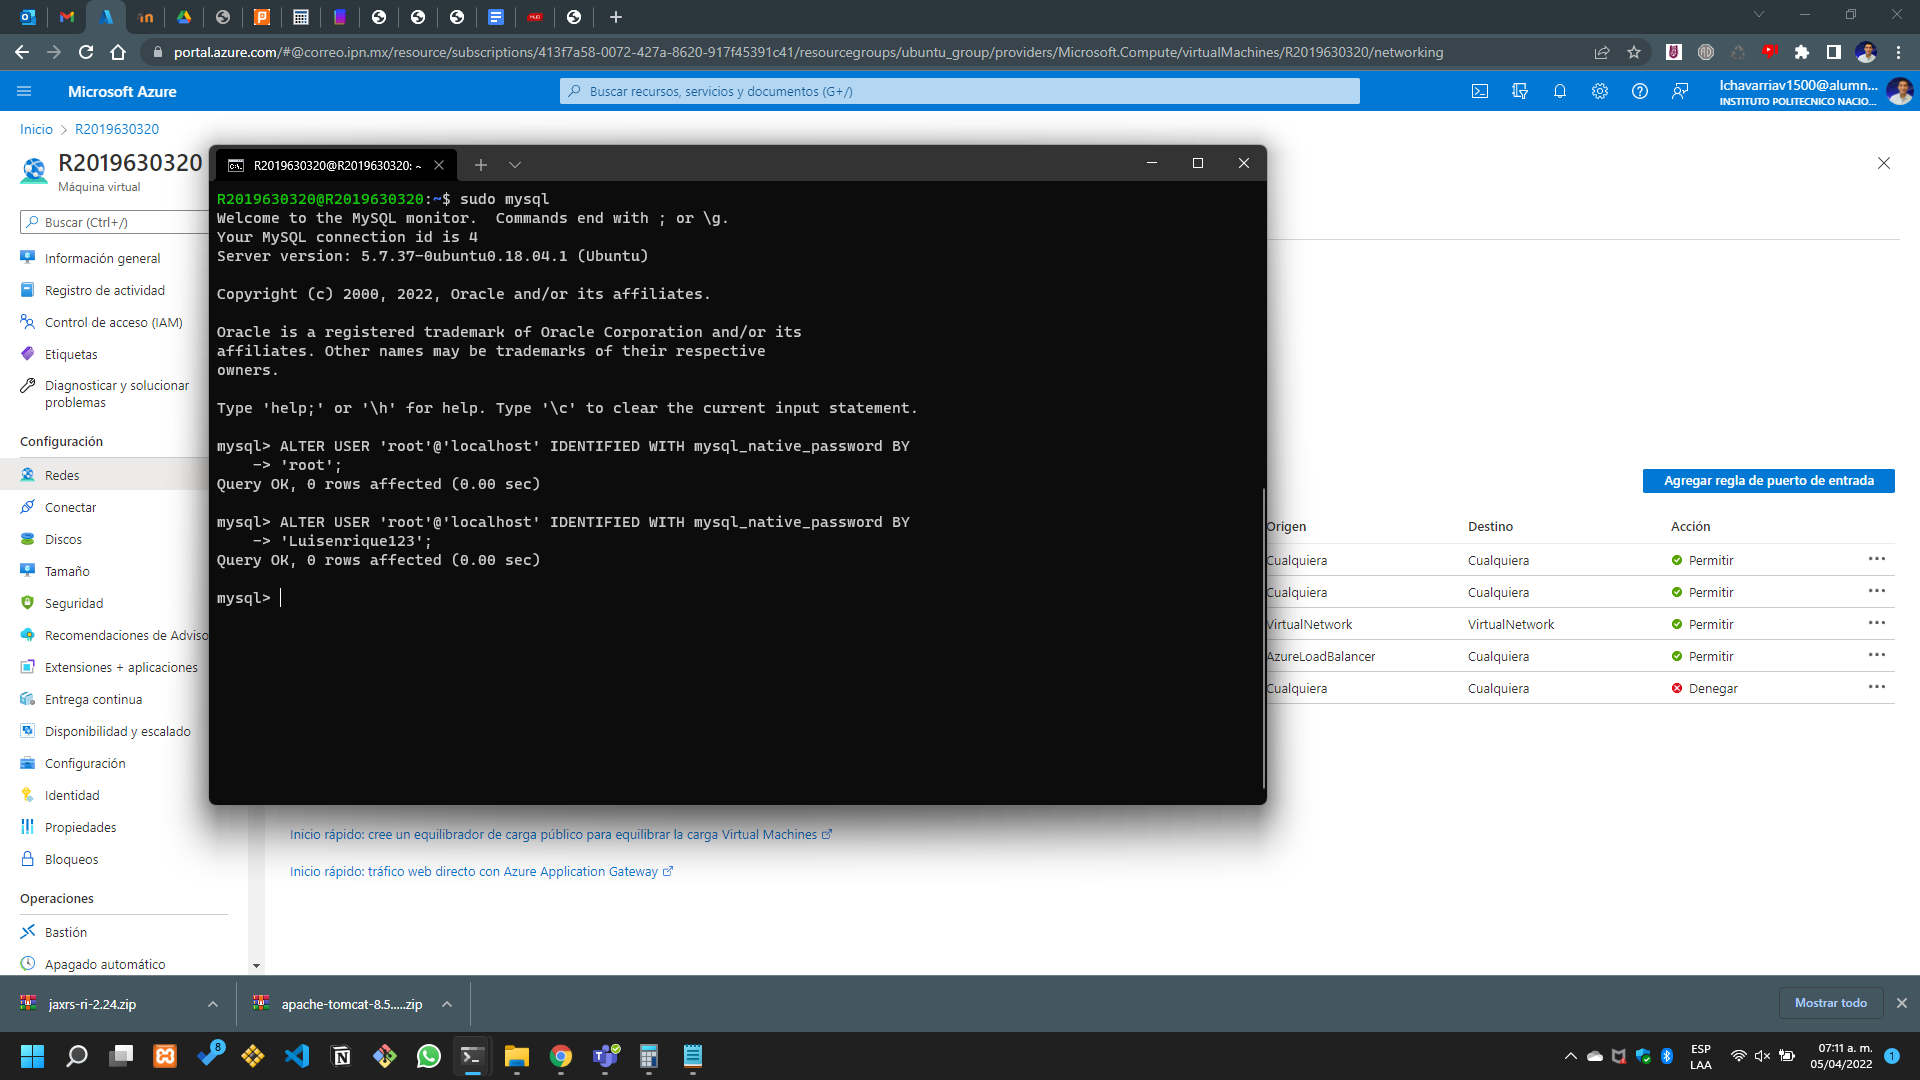 portal.azure.com/#@correo.ipn.mx/resource/subscriptions/413f7a58-0072-427a-8620-917f45391c41/resourcegroups/ubuntu_group/providers/Microsoft.Compute/virtualMachines/R2019630320/networking
Microsoft Azure
Buscar recursos, servicios y documentos (G+/)
lchavarriav1500@alumn...
INSTITUTO POLITECNICO NACIO...
Inicio > R2019630320
R2019630320
Máquina virtual
Buscar (Ctrl+/)
Información general
Registro de actividad
Control de acceso (IAM)
Etiquetas
Diagnosticar y solucionar
problemas
Configuración
Redes
Conectar
Discos
Tamaño
Seguridad
Recomendaciones de Adviso
Extensiones + aplicaciones
Entrega continua
Disponibilidad y escalado
Configuración
Identidad
Propiedades
Bloqueos
Operaciones
Bastión
Apagado automático
R2019630320@R2019630320: ~
R2019630320@R2019630320:~$ sudo mysql
Welcome to the MySQL monitor.  Commands end with ; or \g.
Your MySQL connection id is 4
Server version: 5.7.37-0ubuntu0.18.04.1 (Ubuntu)
Copyright (c) 2000, 2022, Oracle and/or its affiliates.
Oracle is a registered trademark of Oracle Corporation and/or its
affiliates. Other names may be trademarks of their respective
owners.
Type 'help;' or '\h' for help. Type '\c' to clear the current input statement.
mysql> ALTER USER 'root'@'localhost' IDENTIFIED WITH mysql_native_password BY
    -> 'root';
Query OK, 0 rows affected (0.00 sec)
mysql> ALTER USER 'root'@'localhost' IDENTIFIED WITH mysql_native_password BY
    -> 'Luisenrique123';
Query OK, 0 rows affected (0.00 sec)
mysql>
Agregar regla de puerto de entrada
Origen Destino Acción
Cualquiera Cualquiera Permitir ...
Cualquiera Cualquiera Permitir ...
VirtualNetwork VirtualNetwork Permitir ...
AzureLoadBalancer Cualquiera Permitir ...
Cualquiera Cualquiera Denegar ...
Inicio rápido: cree un equilibrador de carga público para equilibrar la carga Virtual Machines
Inicio rápido: tráfico web directo con Azure Application Gateway
jaxrs-ri-2.24.zip
apache-tomcat-8.5.....zip
Mostrar todo
8
ESP
LAA
07:11 a. m.
05/04/2022
1